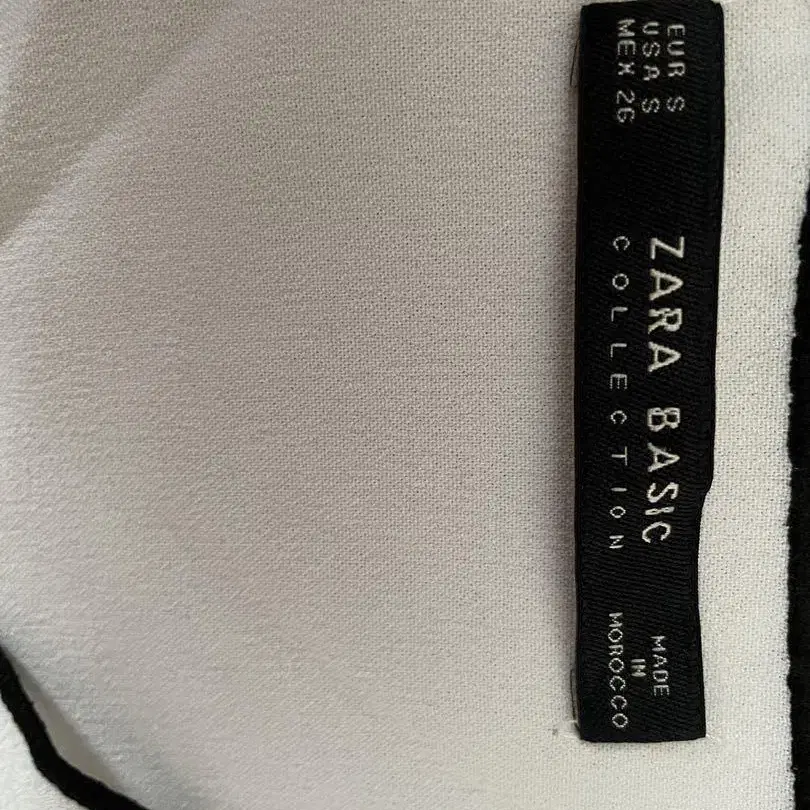 EUR S
USA S
MEX 26
ZARA BASIC
COLLECTION
MADE
IN
MOROCCO